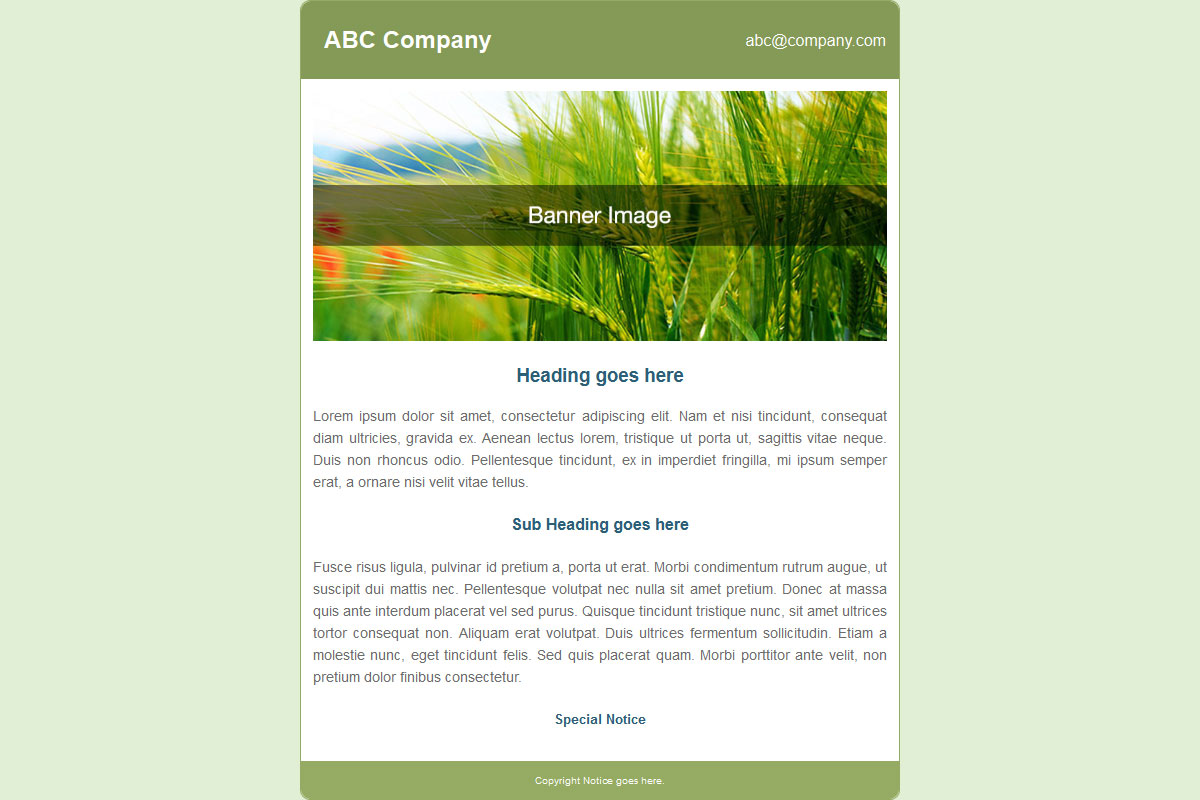 ABC Company
abc@company.com
Banner Image
Heading goes here
Lorem ipsum dolor sit amet, consectetur adipiscing elit. Nam et nisi tincidunt, consequat
diam ultricies, gravida ex. Aenean lectus lorem, tristique ut porta ut, sagittis vitae neque.
Duis non rhoncus odio. Pellentesque tincidunt, ex in imperdiet fringilla, mi ipsum semper
erat, a ornare nisi velit vitae tellus.
Sub Heading goes here
Fusce risus ligula, pulvinar id pretium a, porta ut erat. Morbi condimentum rutrum augue, ut
suscipit dui mattis nec. Pellentesque volutpat nec nulla sit amet pretium. Donec at massa
quis ante interdum placerat vel sed purus. Quisque tincidunt tristique nunc, sit amet ultrices
tortor consequat non. Aliquam erat volutpat. Duis ultrices fermentum sollicitudin. Etiam a
molestie nunc, eget tincidunt felis. Sed quis placerat quam. Morbi porttitor ante velit, non
pretium dolor finibus consectetur.
Special Notice
Copyright Notice goes here.